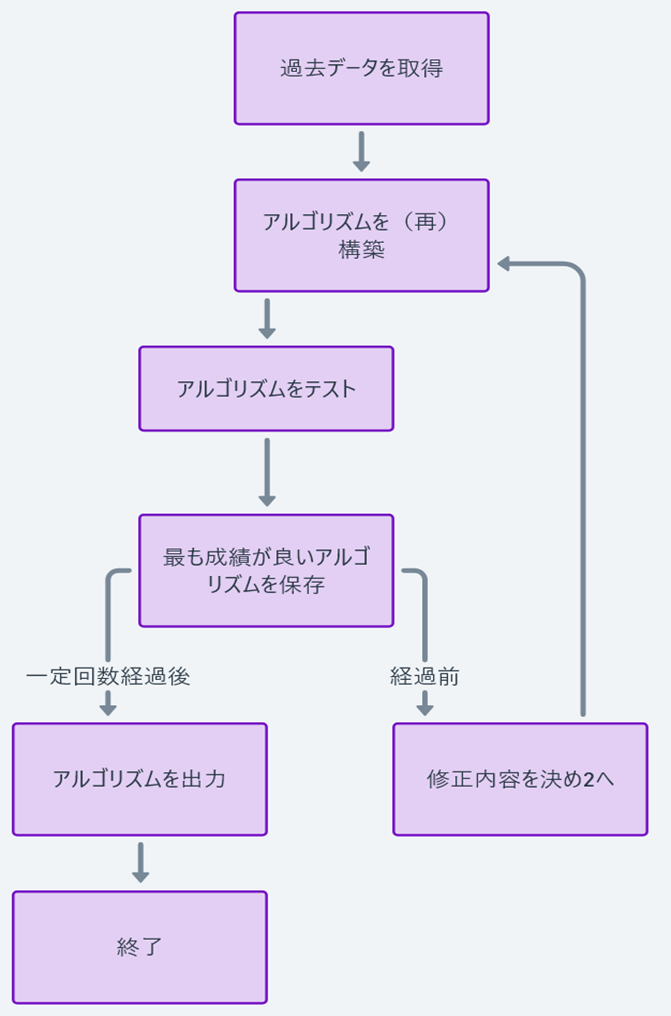 過去データを取得
アルゴリズムを（再）
構築
アルゴリズムをテスト
最も成績が良いアルゴ
リズムを保存
一定回数経過後
経過前
アルゴリズムを出力
修正内容を決め2へ
終了